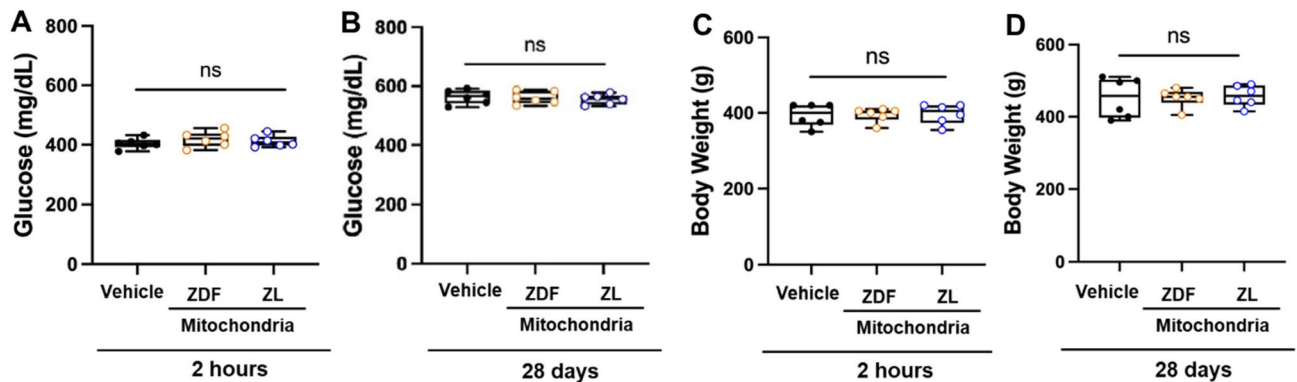 A
Glucose (mg/dL)
800
600
400
200
0
ns
Vehicle
ZDF
ZL
Mitochondria
2 hours
B
Glucose (mg/dL)
800
600
400
200
0
ns
Vehicle
ZDF
ZL
Mitochondria
28 days
C
Body Weight (g)
600
400
200
0
ns
Vehicle
ZDF
ZL
Mitochondria
2 hours
D
Body Weight (g)
600
400
200
0
ns
Vehicle
ZDF
ZL
Mitochondria
28 days